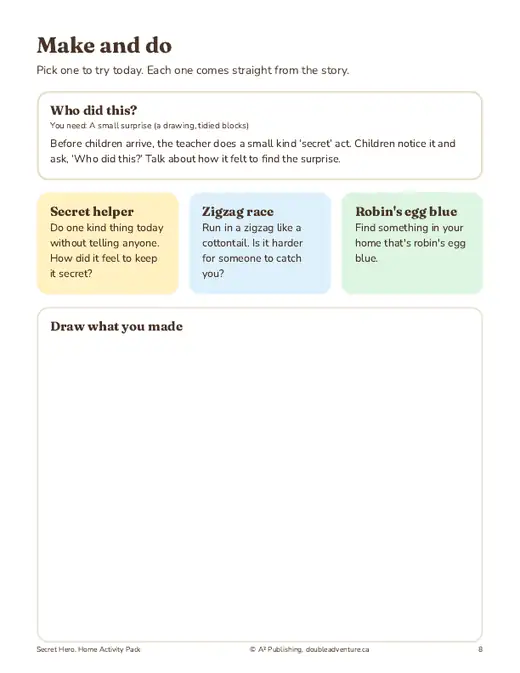 Make and do
Pick one to try today. Each one comes straight from the story.
Who did this?
You need: A small surprise (a drawing, tidied blocks)
Before children arrive, the teacher does a small kind 'secret' act. Children notice it and
ask, 'Who did this?' Talk about how it felt to find the surprise.
Secret helper
Do one kind thing today
without telling anyone.
How did it feel to keep
it secret?
Zigzag race
Run in a zigzag like a
cottontail. Is it harder
for someone to catch
you?
Robin's egg blue
Find something in your
home that's robin's egg
blue.
Draw what you made
Secret Hero. Home Activity Pack
© A² Publishing, doubleadventure.ca
8